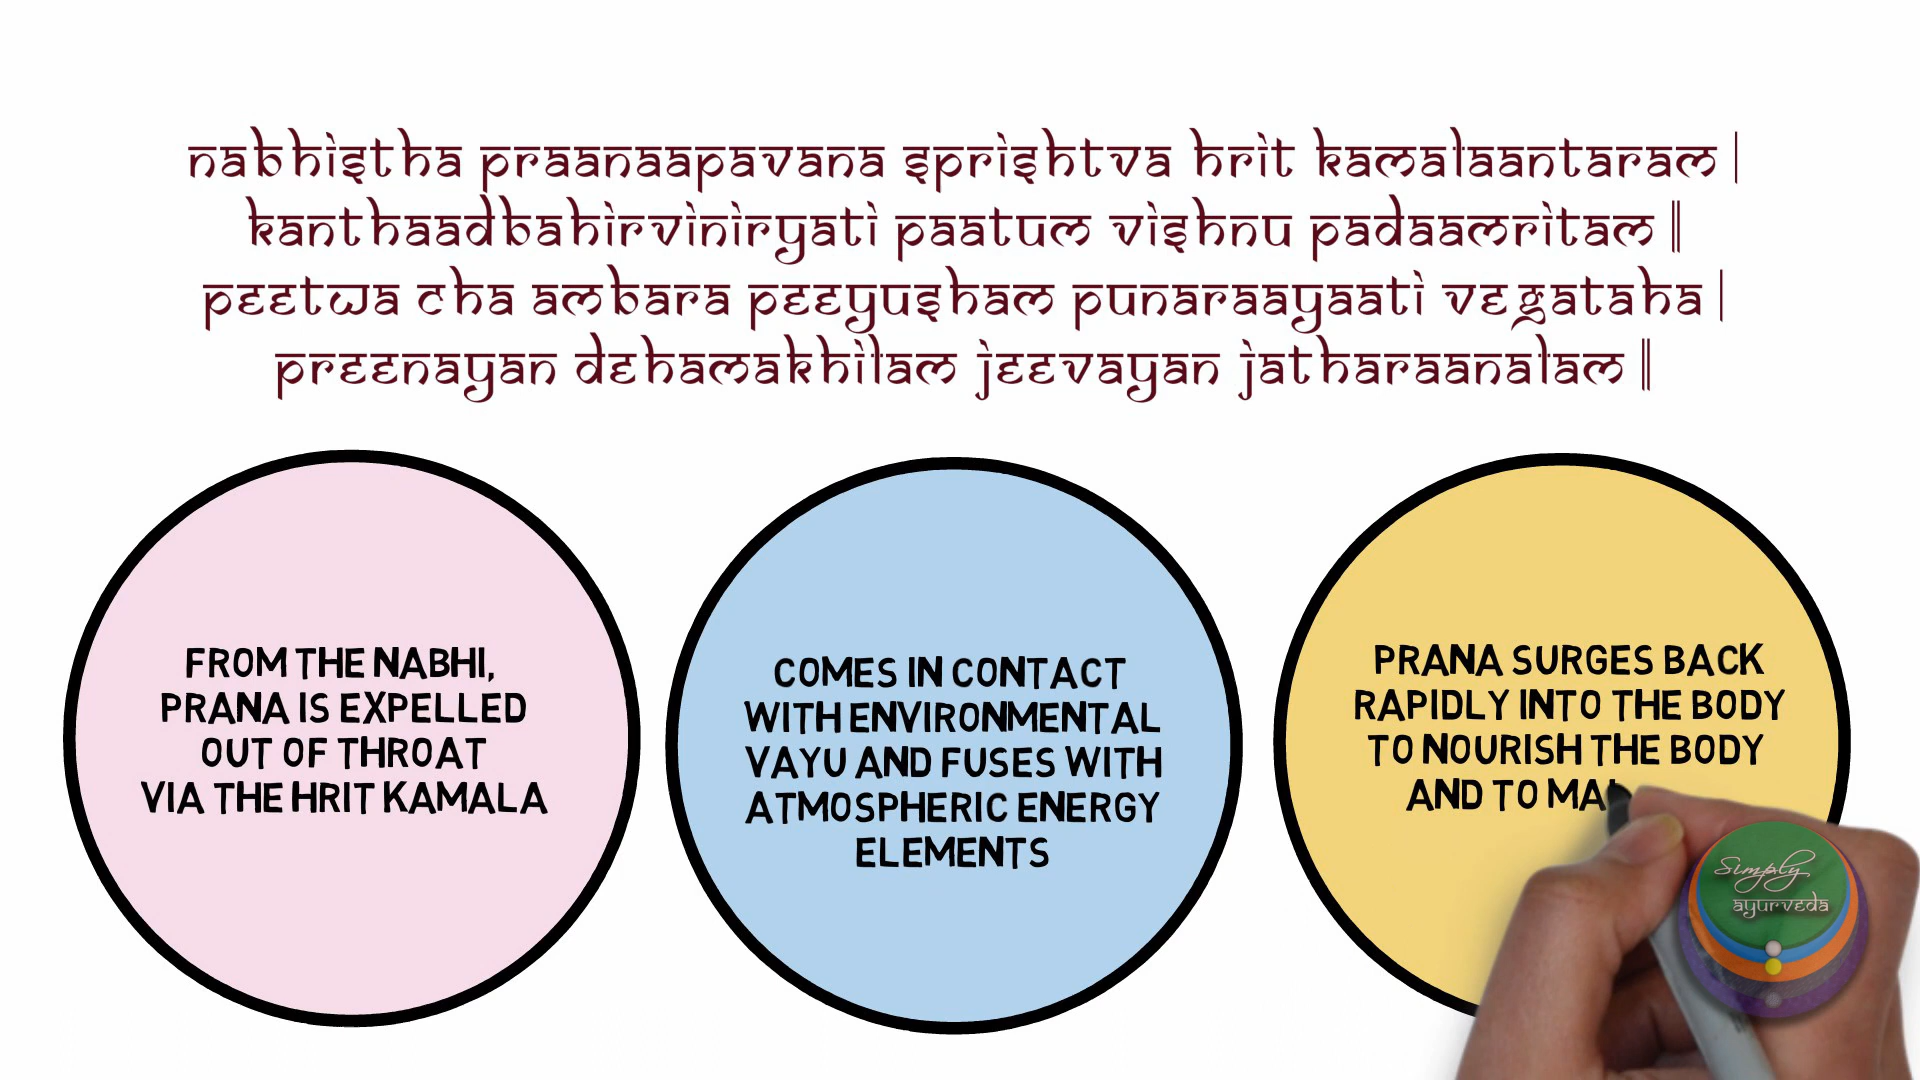 nabhistha praanaapavana sprishtva hrit kamalaantaram |
kanthaadbahirviniryati paatum vishnu padaamritam ||
peetwa cha ambara peeyusham punaraayaati vegataha |
preenayan dehamakhilam jeevayan jatharaanalam ||
FROM THE NABHI,
PRANA IS EXPELLED
OUT OF THROAT
VIA THE HRIT KAMALA
COMES IN CONTACT
WITH ENVIRONMENTAL
VAYU AND FUSES WITH
ATMOSPHERIC ENERGY
ELEMENTS
PRANA SURGES BACK
RAPIDLY INTO THE BODY
TO NOURISH THE BODY
AND TO
Simply
ayurveda